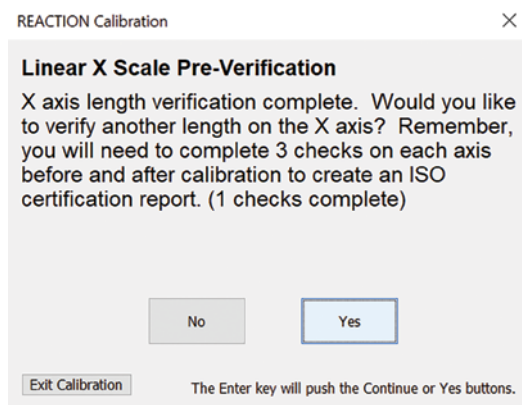 REACTION Calibration
Linear X Scale Pre-Verification
X axis length verification complete.  Would you like
to verify another length on the X axis?  Remember,
you will need to complete 3 checks on each axis
before and after calibration to create an ISO
certification report. (1 checks complete)
No
Yes
Exit Calibration
The Enter key will push the Continue or Yes buttons.